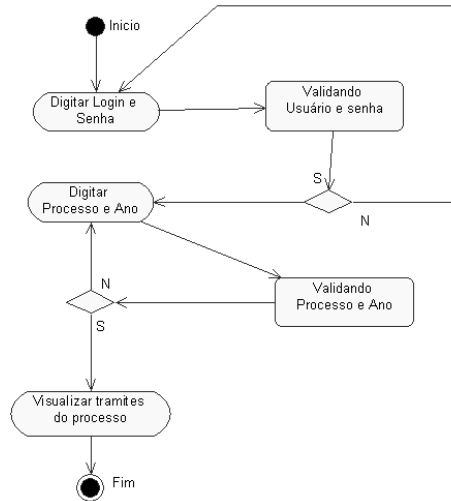 Inicio
Digitar Login e
Senha
Validando
Usuário e senha
S
N
Digitar
Processo e Ano
N
S
Validando
Processo e Ano
Visualizar tramites
do processo
Fim